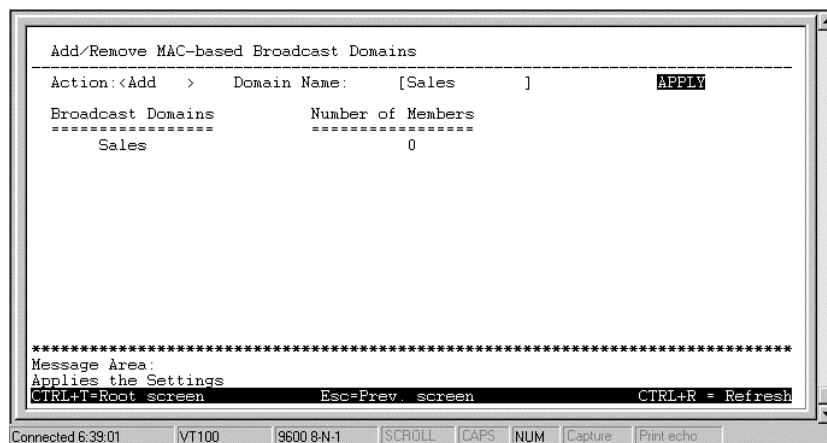 Add/Remove MAC-based Broadcast Domains
--------------------------------------------------------------------------------
Action:<Add   >    Domain Name:    [Sales        ]    APPLY
Broadcast Domains    Number of Members
=================    =================
Sales    0
********************************************************************************
Message Area:
Applies the Settings
CTRL+T=Root screen    Esc=Prev. screen    CTRL+R = Refresh
Connected 6:39:01    VT100    9600 8-N-1    SCROLL    CAPS    NUM    Capture    Print echo